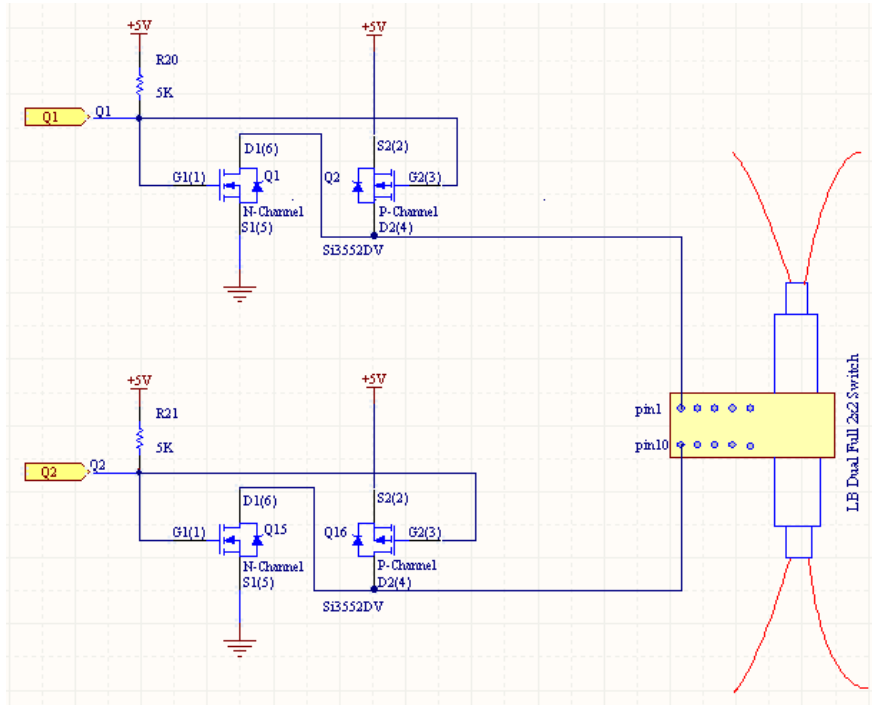 +5V
+5V
R20
5K
Q1
Q1
D1(6)
S2(2)
G1(1)
Q1
Q2
G2(3)
N-Channel
P-Channel
S1(5)
D2(4)
Si3552DV
+5V
+5V
R21
5K
Q2
Q2
D1(6)
S2(2)
G1(1)
Q15
Q16
G2(3)
N-Channel
P-Channel
S1(5)
D2(4)
Si3552DV
pin1
pin10
LB Dual Full 2x2 Switch